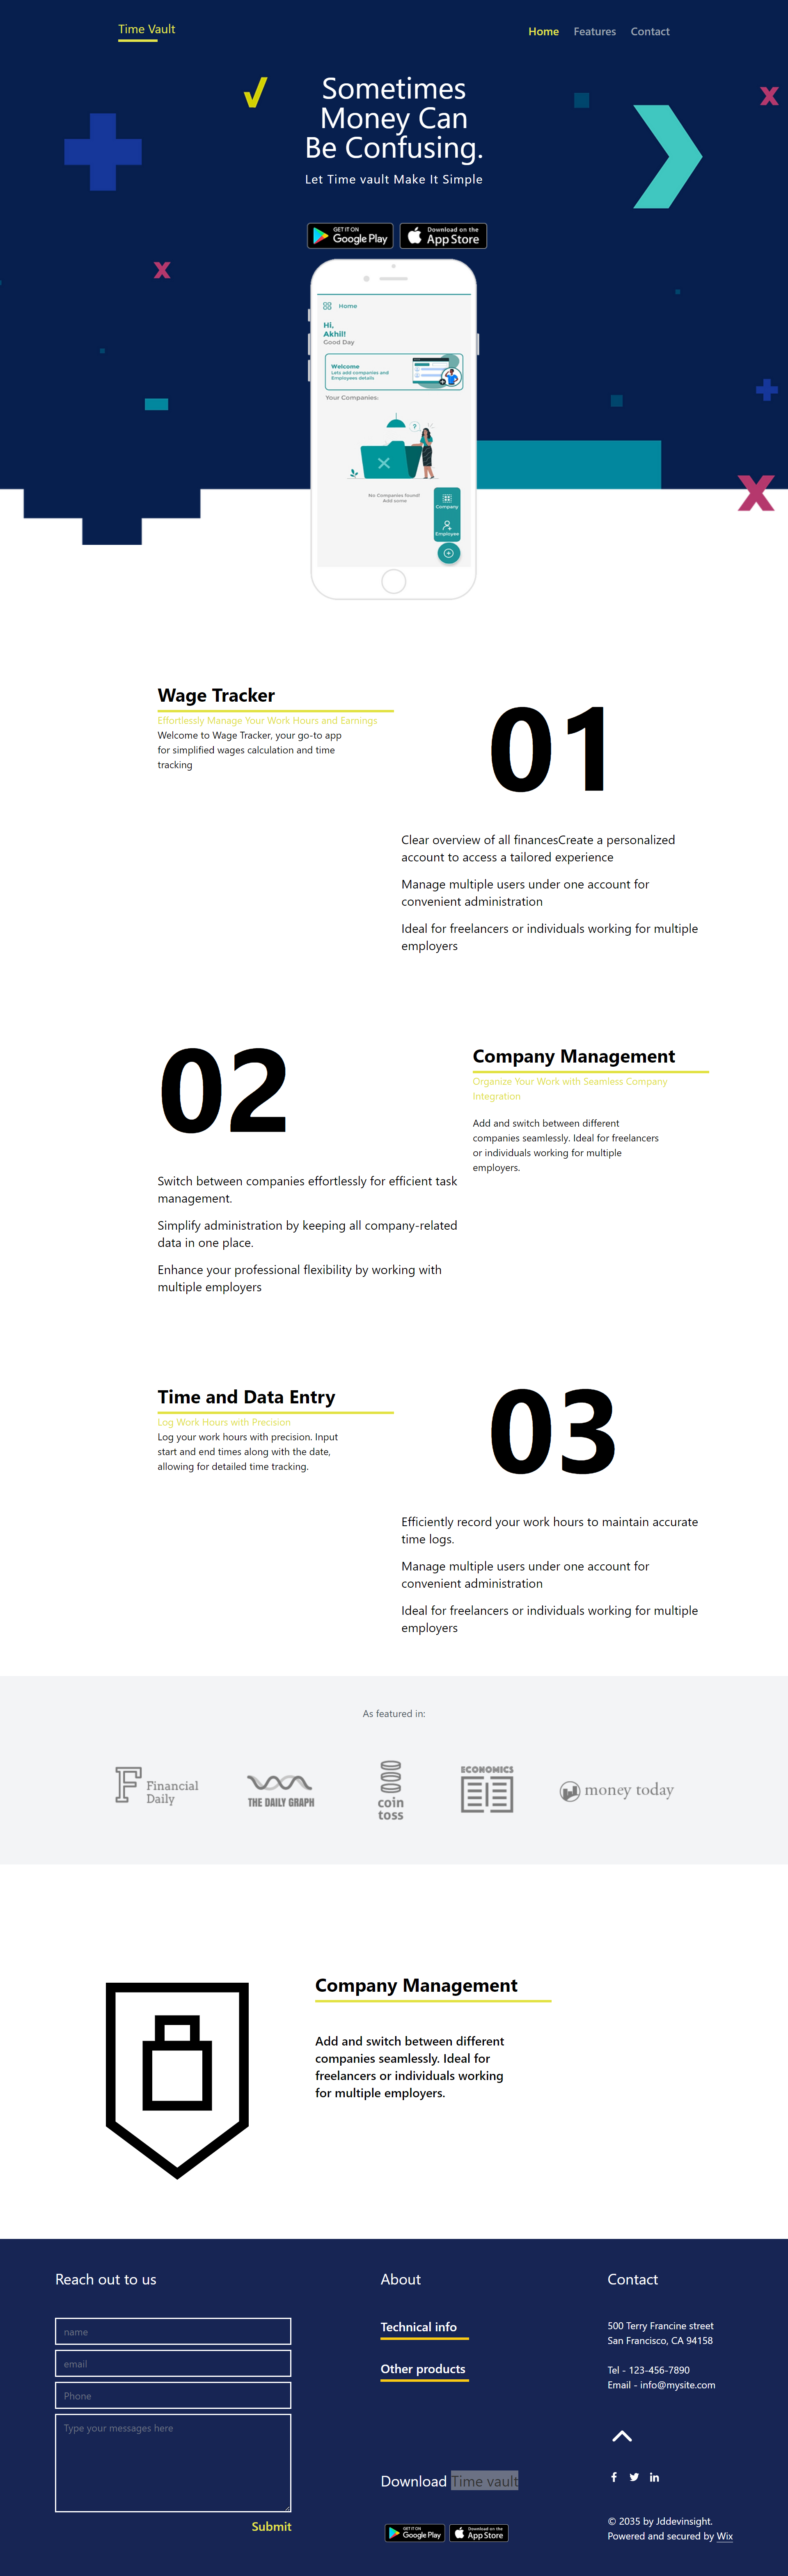 Time Vault
Home Features Contact
Sometimes
Money Can
Be Confusing.
Let Time vault Make It Simple
GET IT ON
Google Play
Download on the
App Store
Home
Hi,
Akhil!
Good Day
Welcome
Lets add companies and
Employees details
Your Companies:
?
No Companies found!
Add some
Company
Employee
Wage Tracker
Effortlessly Manage Your Work Hours and Earnings
Welcome to Wage Tracker, your go-to app
for simplified wages calculation and time
tracking
01
Clear overview of all financesCreate a personalized
account to access a tailored experience
Manage multiple users under one account for
convenient administration
Ideal for freelancers or individuals working for multiple
employers
02
Switch between companies effortlessly for efficient task
management.
Simplify administration by keeping all company-related
data in one place.
Enhance your professional flexibility by working with
multiple employers
Company Management
Organize Your Work with Seamless Company
Integration
Add and switch between different
companies seamlessly. Ideal for freelancers
or individuals working for multiple
employers.
Time and Data Entry
Log Work Hours with Precision
Log your work hours with precision. Input
start and end times along with the date,
allowing for detailed time tracking.
03
Efficiently record your work hours to maintain accurate
time logs.
Manage multiple users under one account for
convenient administration
Ideal for freelancers or individuals working for multiple
employers
As featured in:
F Financial
Daily
THE DAILY GRAPH
coin
toss
ECONOMICS
money today
Company Management
Add and switch between different
companies seamlessly. Ideal for
freelancers or individuals working
for multiple employers.
Reach out to us
name
email
Phone
Type your messages here
Submit
About
Technical info
Other products
Download Time vault
GET IT ON
Google Play
Download on the
App Store
Contact
500 Terry Francine street
San Francisco, CA 94158
Tel - 123-456-7890
Email - info@mysite.com
© 2035 by Jddevinsight.
Powered and secured by Wix